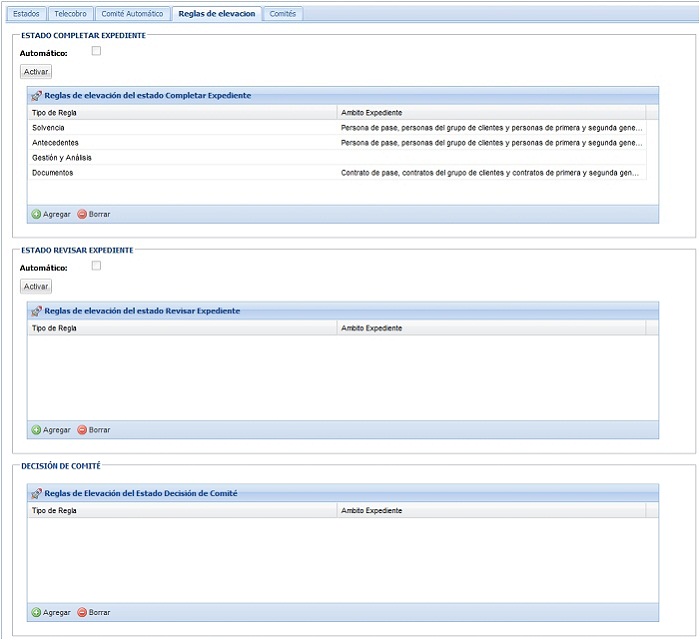 Estados Telecobro Comité Automático Reglas de elevacion Comités
ESTADO COMPLETAR EXPEDIENTE
Automático:
Activar
Reglas de elevación del estado Completar Expediente
Tipo de Regla Ambito Expediente
Solvencia Persona de pase, personas del grupo de clientes y personas de primera y segunda gene...
Antecedentes Persona de pase, personas del grupo de clientes y personas de primera y segunda gene...
Gestión y Análisis
Documentos Contrato de pase, contratos del grupo de clientes y contratos de primera y segunda gen...
Agregar Borrar
ESTADO REVISAR EXPEDIENTE
Automático:
Activar
Reglas de elevación del estado Revisar Expediente
Tipo de Regla Ambito Expediente
Agregar Borrar
DECISIÓN DE COMITÉ
Reglas de Elevación del Estado Decisión de Comité
Tipo de Regla Ambito Expediente
Agregar Borrar